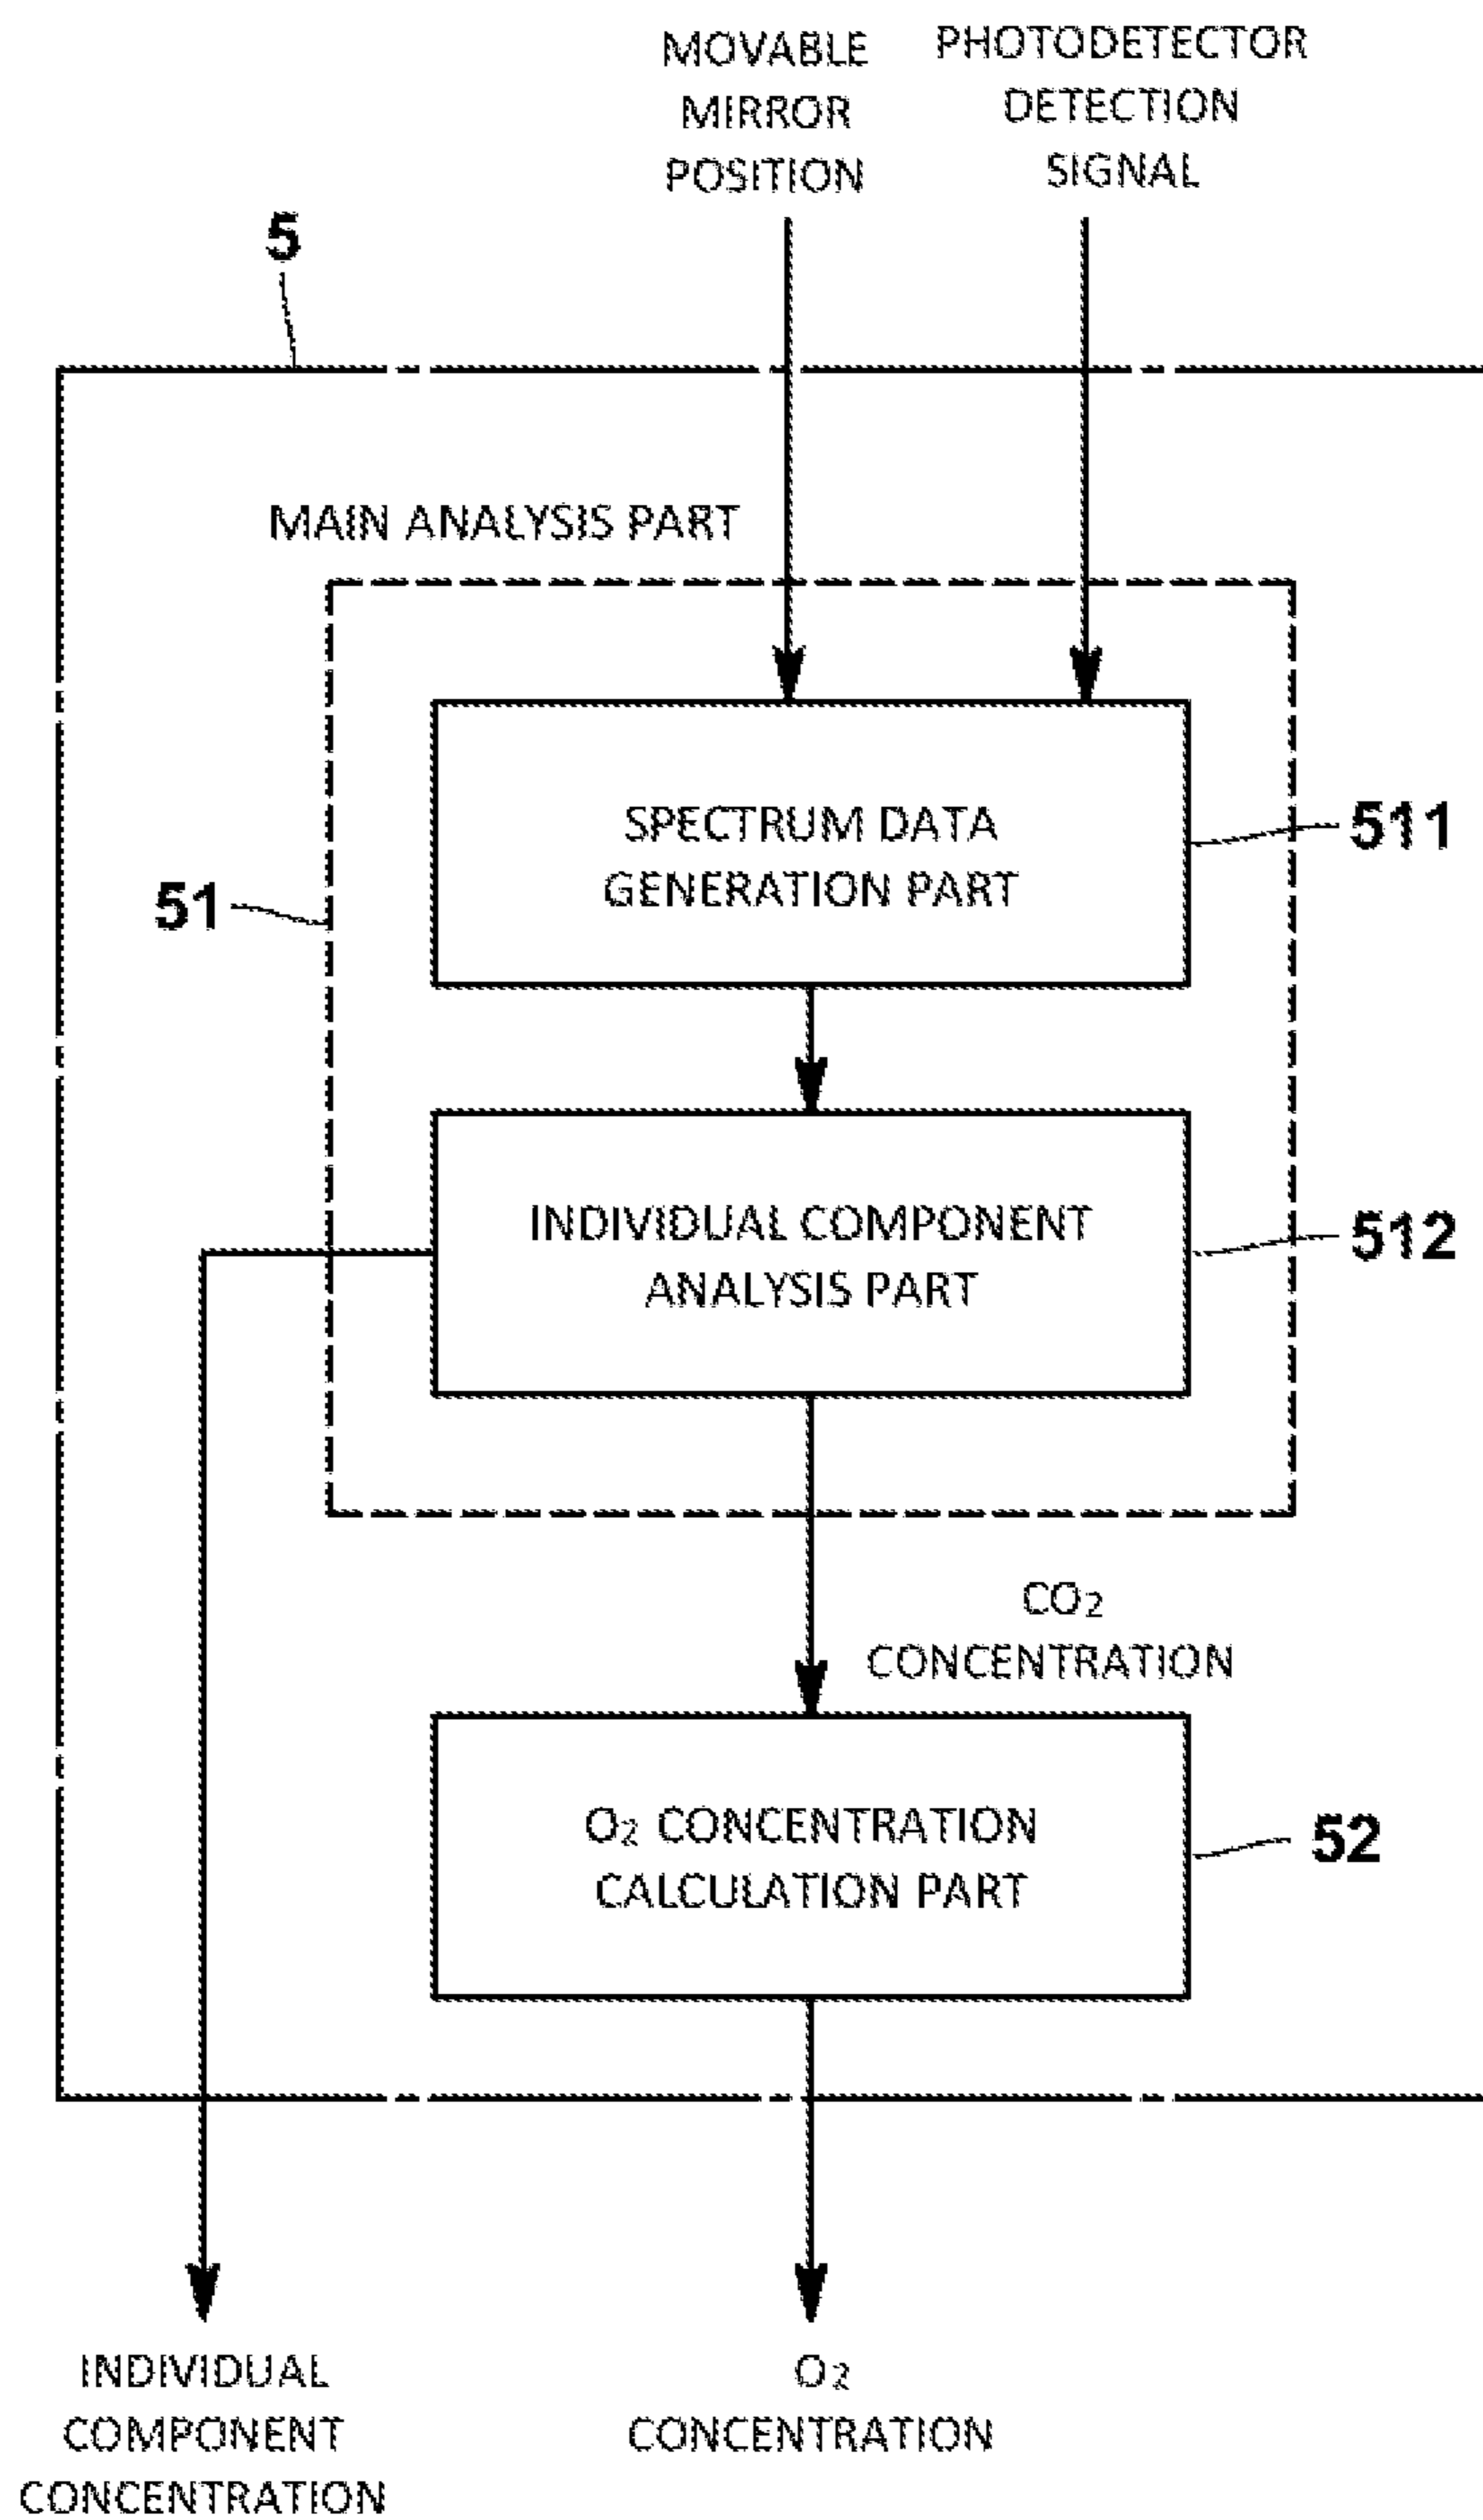 MOVABLE
MIRROR
POSITION
PHOTODETECTOR
DETECTION
SIGNAL
5
MAIN ANALYSIS PART
SPECTRUM DATA
GENERATION PART
511
51
INDIVIDUAL COMPONENT
ANALYSIS PART
512
CO₂
CONCENTRATION
O₂ CONCENTRATION
CALCULATION PART
52
INDIVIDUAL
COMPONENT
CONCENTRATION
O₂
CONCENTRATION